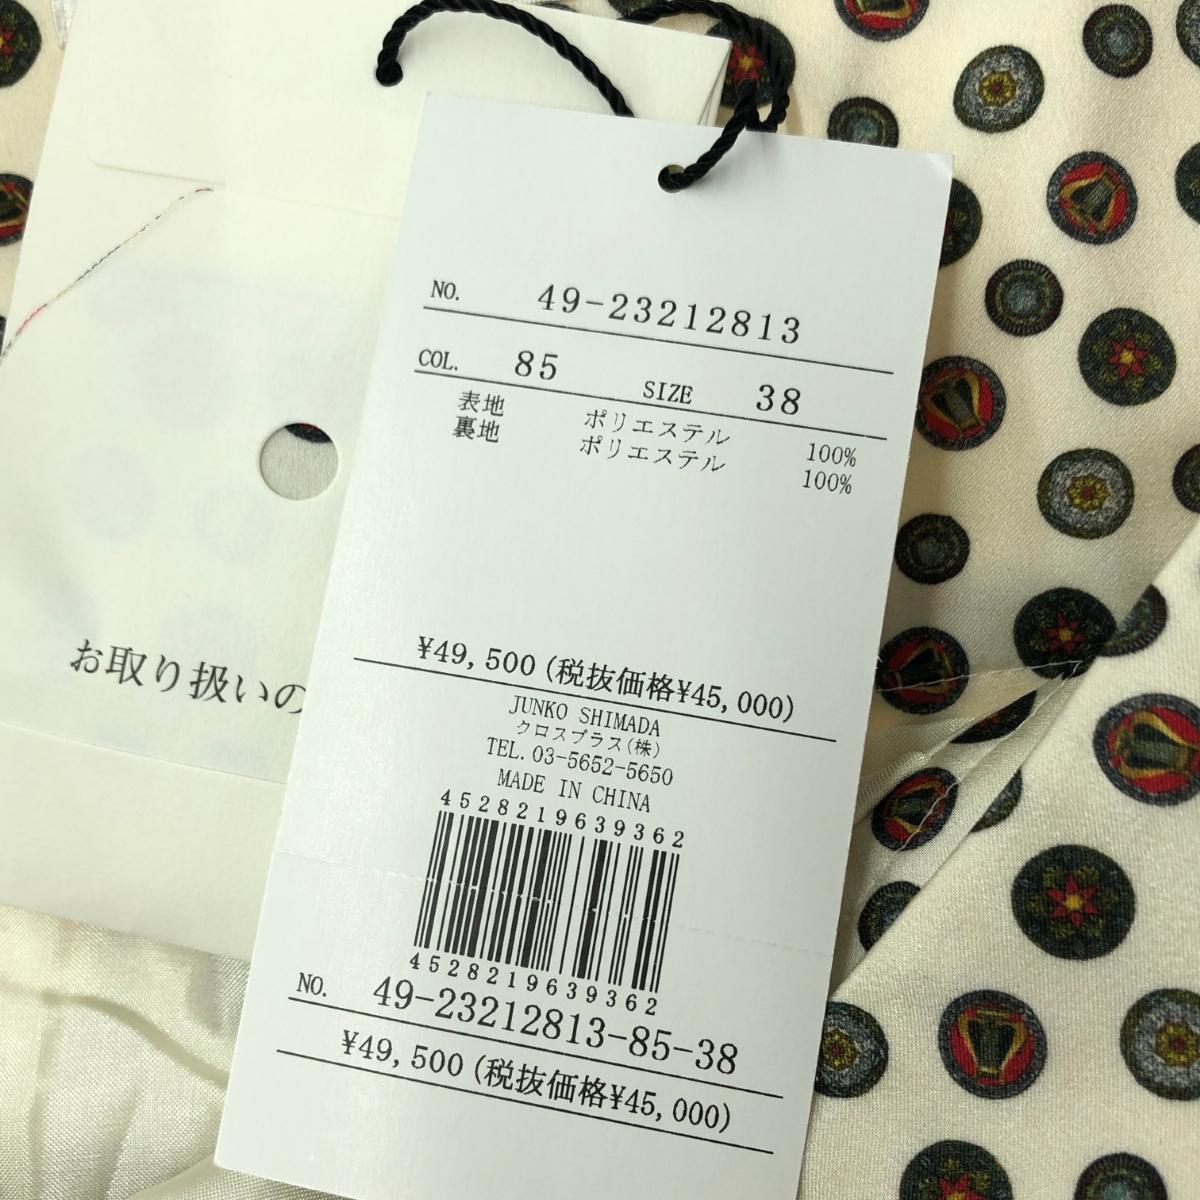 NO. 49-23212813
COL. 85 SIZE 38
表地 ポリエステル 100%
裏地 ポリエステル 100%
¥49,500(税抜価格¥45,000)
JUNKO SHIMADA
クロスプラス(株)
TEL. 03-5652-5650
MADE IN CHINA
4528219639362
4528219639362
NO. 49-23212813-85-38
¥49,500(税抜価格¥45,000)
お取り扱いの